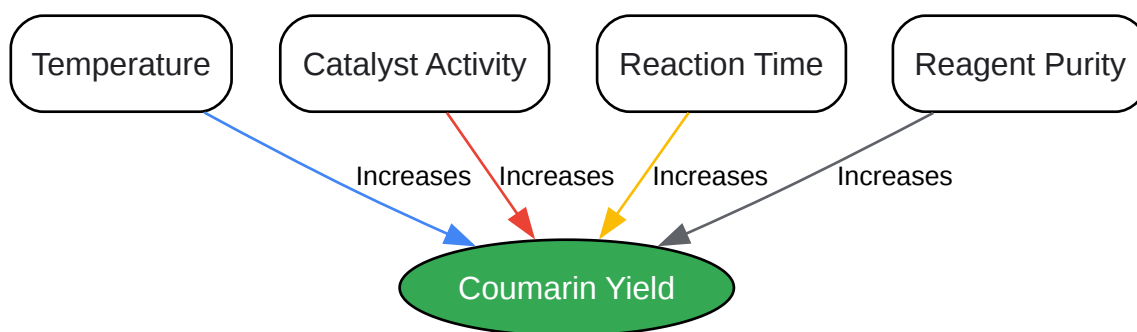 Temperature
Catalyst Activity
Reaction Time
Reagent Purity
Increases
Increases
Increases
Increases
Coumarin Yield